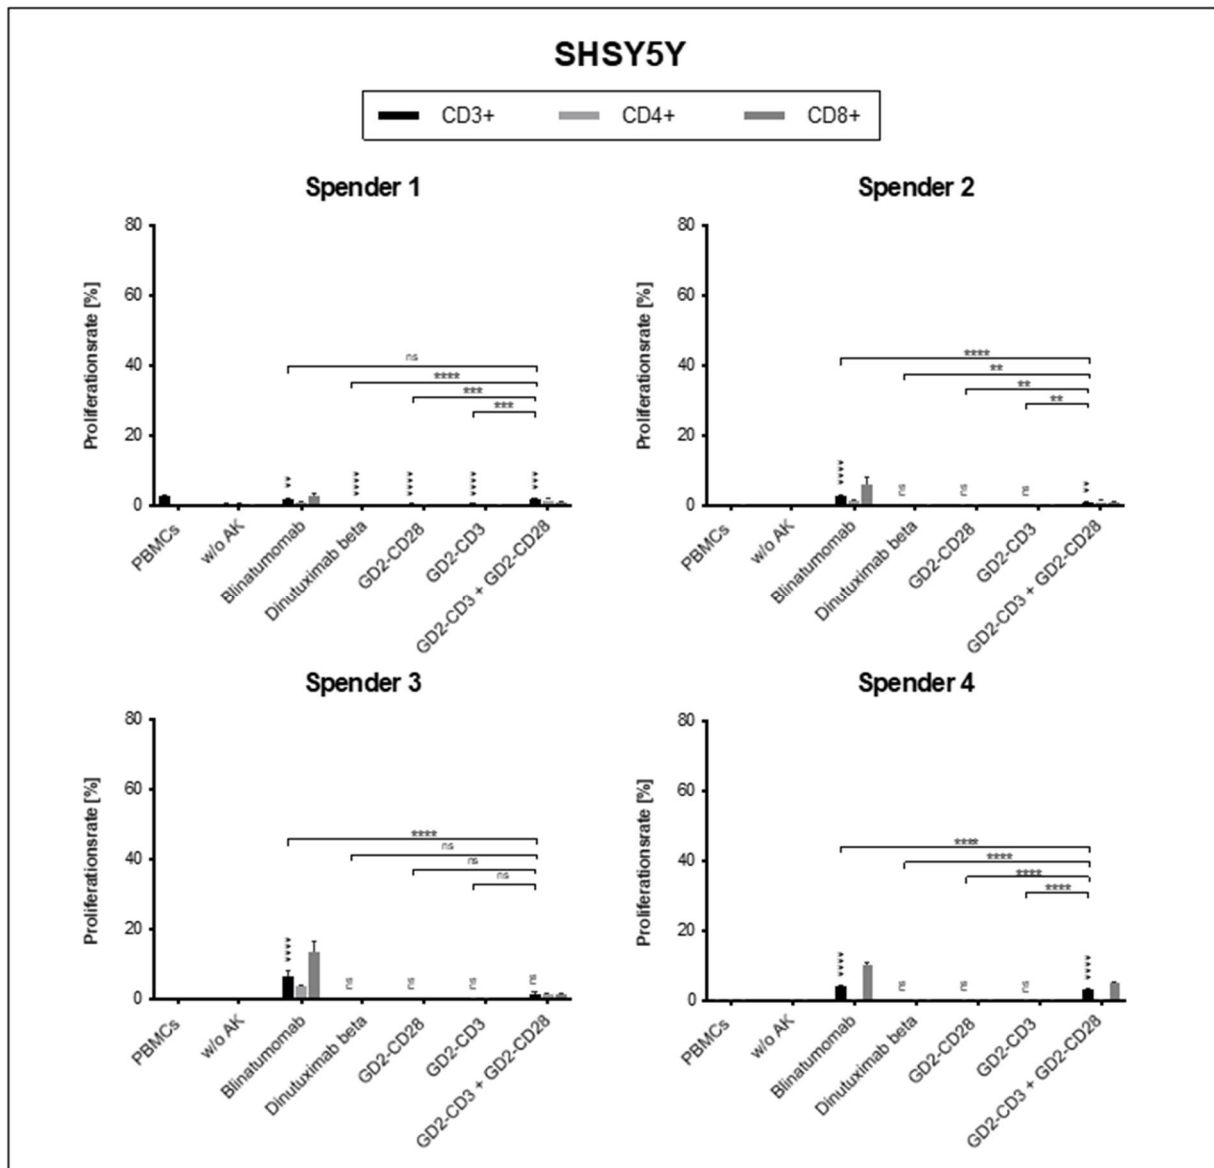 SHSY5Y
CD3+ CD4+ CD8+
Spender 1
Proliferationsrate [%]
80
60
40
20
0
ns
****
***
***
** **** **** **** ***
PBMCs
w/o AK
Blinatumomab
Dinutuximab beta
GD2-CD28
GD2-CD3
GD2-CD3 + GD2-CD28
Spender 2
Proliferationsrate [%]
80
60
40
20
0
****
**
**
**
**** ns ns ns **
PBMCs
w/o AK
Blinatumomab
Dinutuximab beta
GD2-CD28
GD2-CD3
GD2-CD3 + GD2-CD28
Spender 3
Proliferationsrate [%]
80
60
40
20
0
****
ns
ns
ns
**** ns ns ns ns
PBMCs
w/o AK
Blinatumomab
Dinutuximab beta
GD2-CD28
GD2-CD3
GD2-CD3 + GD2-CD28
Spender 4
Proliferationsrate [%]
80
60
40
20
0
****
****
****
****
**** ns ns ns ****
PBMCs
w/o AK
Blinatumomab
Dinutuximab beta
GD2-CD28
GD2-CD3
GD2-CD3 + GD2-CD28